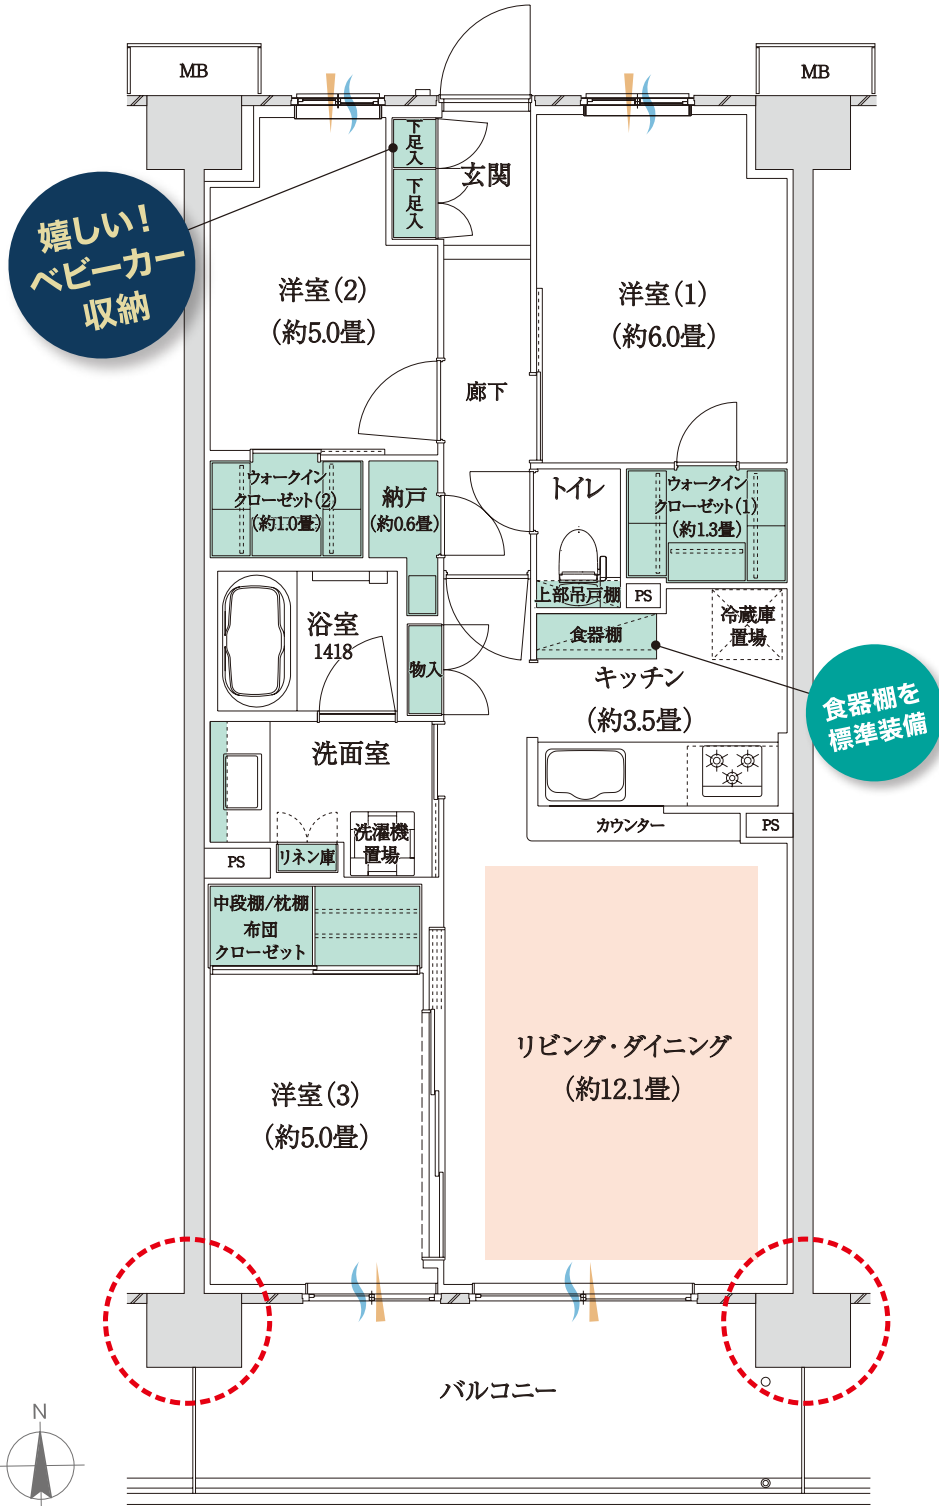 MB
MB
下足入
下足入
玄関
嬉しい！
ベビーカー
収納
洋室（2）
（約5.0畳）
洋室（1）
（約6.0畳）
廊下
ウォークイン
クローゼット（2）
（約1.0畳）
納戸
（約0.6畳）
トイレ
ウォークイン
クローゼット（1）
（約1.3畳）
上部吊戸棚
PS
浴室
1418
物入
食器棚
冷蔵庫
置場
キッチン
（約3.5畳）
食器棚を
標準装備
洗面室
洗濯機
置場
カウンター
PS
PS
リネン庫
中段棚/枕棚
布団
クローゼット
リビング・ダイニング
（約12.1畳）
洋室（3）
（約5.0畳）
バルコニー
N